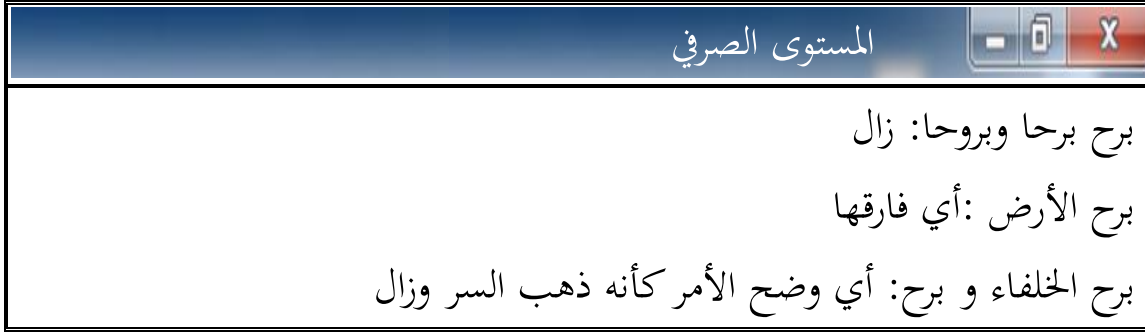 المستوى الصرفي
برح برحا وبروحا: زال
برح الأرض :أي فارقها
برح الخلفاء و برح: أي وضح الأمر كأنه ذهب السر وزال